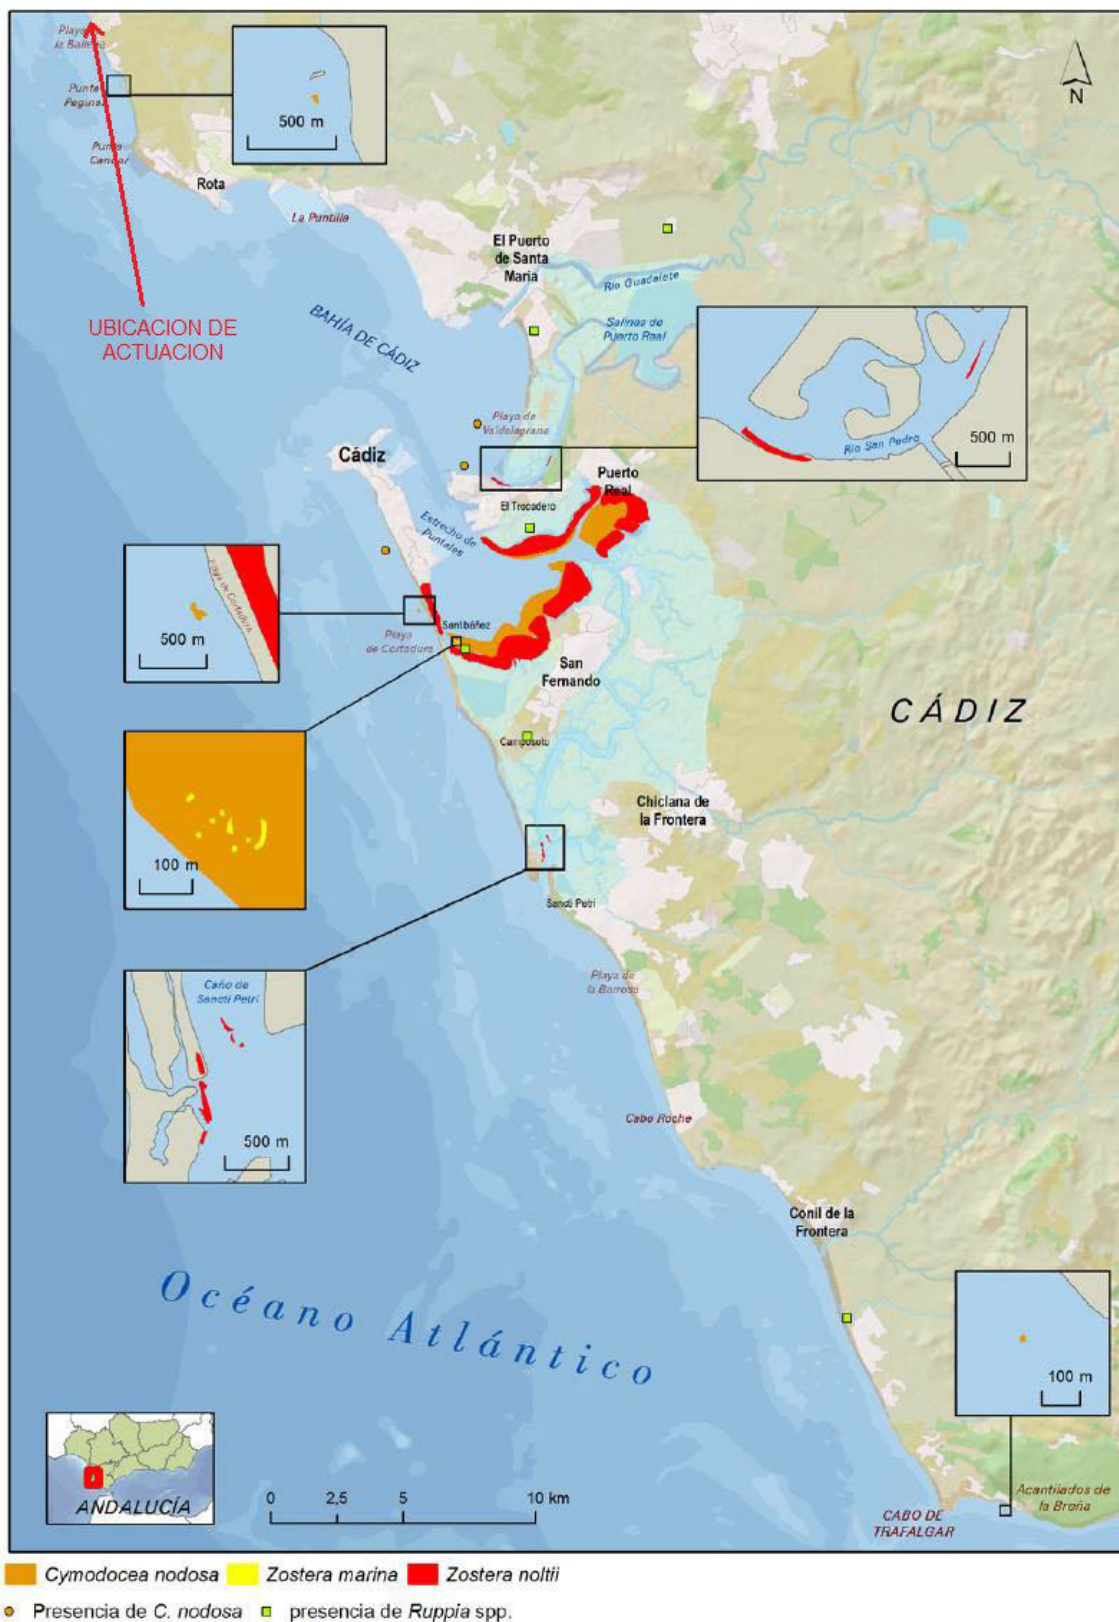 Playa de
la Ballena
Punta
Peginas
Punta
Candor
500 m
N
Rota
La Puntilla
El Puerto
de Santa
María
Río Guadalete
UBICACION DE
ACTUACION
BAHÍA DE CÁDIZ
Salinas de
Puerto Real
Playa de
Valdelagrana
Río San Pedro
500 m
Cádiz
Puerto
Real
El Trocadero
Estrecho de
Puntales
Playa de Cortadura
500 m
Santibáñez
Playa
de Cortadura
San
Fernando
CÁDIZ
Camposoto
100 m
Chiclana de
la Frontera
Sancti Petri
Caño de
Sancti Petri
500 m
Playa de
la Barrosa
Cabo Roche
Conil de la
Frontera
Océano Atlántico
100 m
ANDALUCÍA
0 2,5 5 10 km
Acantilados de
la Breña
CABO DE
TRAFALGAR
Cymodocea nodosa Zostera marina Zostera noltii
Presencia de C. nodosa presencia de Ruppia spp.